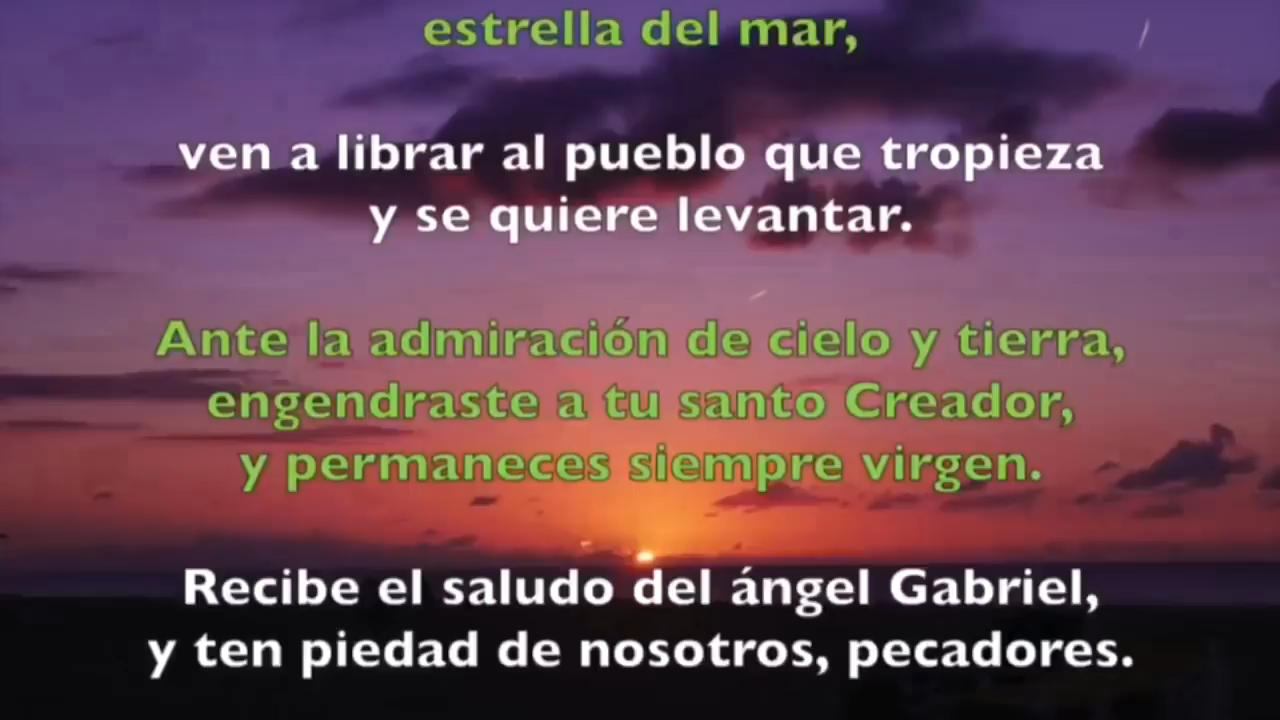 estrella del mar,
ven a librar al pueblo que tropieza
y se quiere levantar.
Ante la admiración de cielo y tierra,
engendraste a tu santo Creador,
y permaneces siempre virgen.
Recibe el saludo del ángel Gabriel,
y ten piedad de nosotros, pecadores.